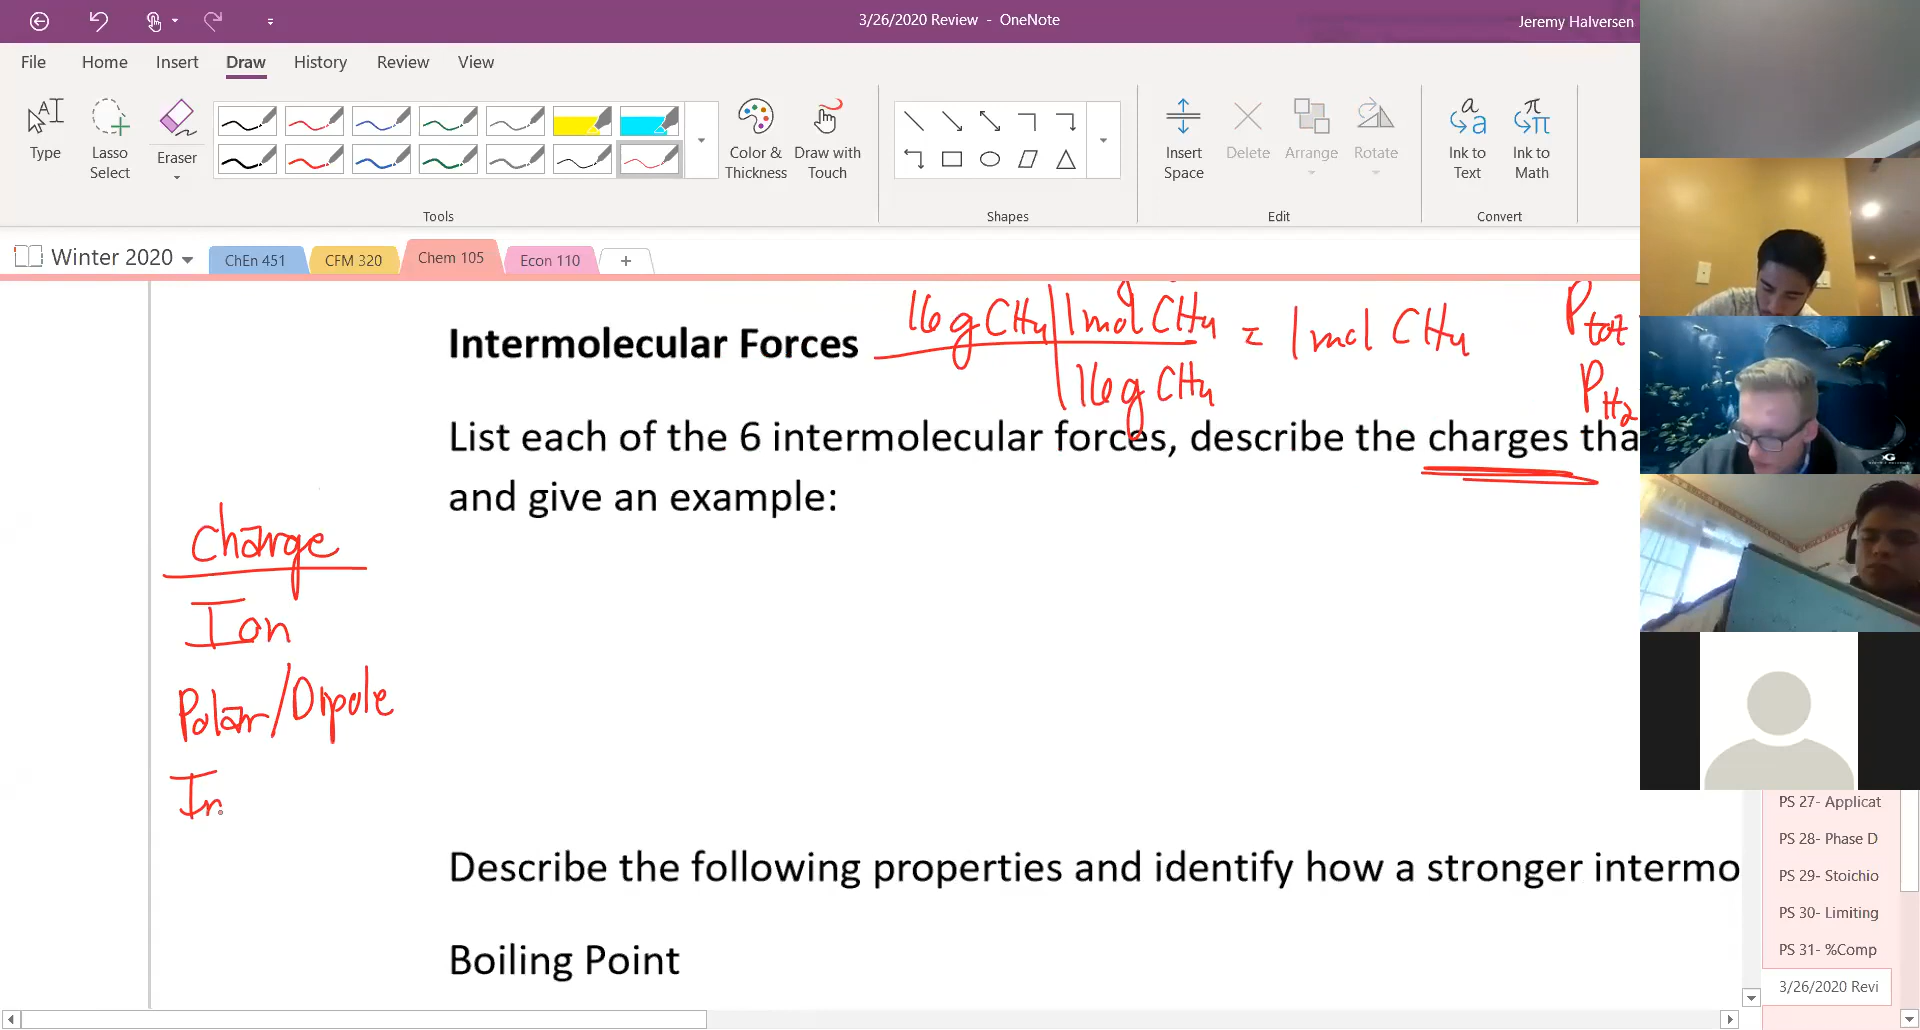 3/26/2020 Review - OneNote
Jeremy Halversen
File Home Insert Draw History Review View
Type
Lasso Select
Eraser
Color & Thickness
Draw with Touch
Insert Space
Delete
Arrange
Rotate
Ink to Text
Ink to Math
Tools
Shapes
Edit
Convert
Winter 2020
ChEn 451
CFM 320
Chem 105
Econ 110
Intermolecular Forces
16g CH4 | 1mol CH4 = 1mol CH4
16g CH4
Ptot
PH2
List each of the 6 intermolecular forces, describe the charges tha
and give an example:
Charge
Ion
Polar/Dipole
In
Describe the following properties and identify how a stronger intermo
Boiling Point
PS 27- Applicat
PS 28- Phase D
PS 29- Stoichio
PS 30- Limiting
PS 31- %Comp
3/26/2020 Revi